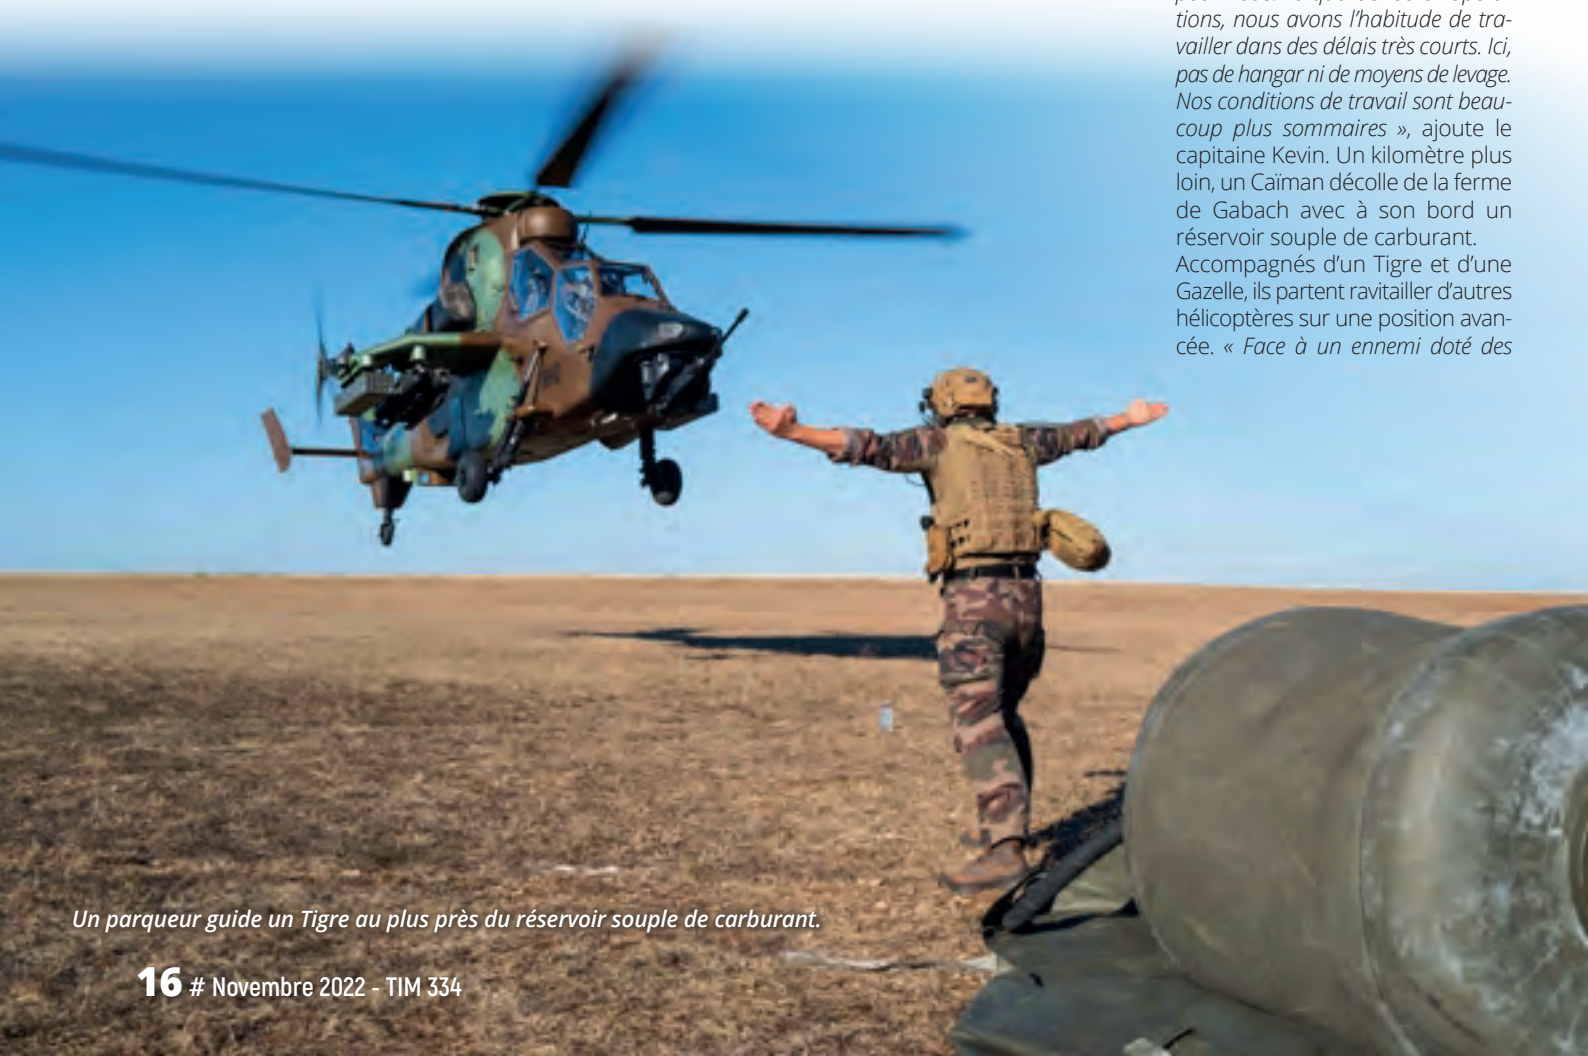 tions, nous avons l’habitude de tra-
vailler dans des délais très courts. Ici,
pas de hangar ni de moyens de levage.
Nos conditions de travail sont beau-
coup plus sommaires », ajoute le
capitaine Kevin. Un kilomètre plus
loin, un Caïman décolle de la ferme
de Gabach avec à son bord un
réservoir souple de carburant.
Accompagnés d’un Tigre et d’une
Gazelle, ils partent ravitailler d’autres
hélicoptères sur une position avan-
cée. « Face à un ennemi doté des
Un parqueur guide un Tigre au plus près du réservoir souple de carburant.
16 # Novembre 2022 - TIM 334